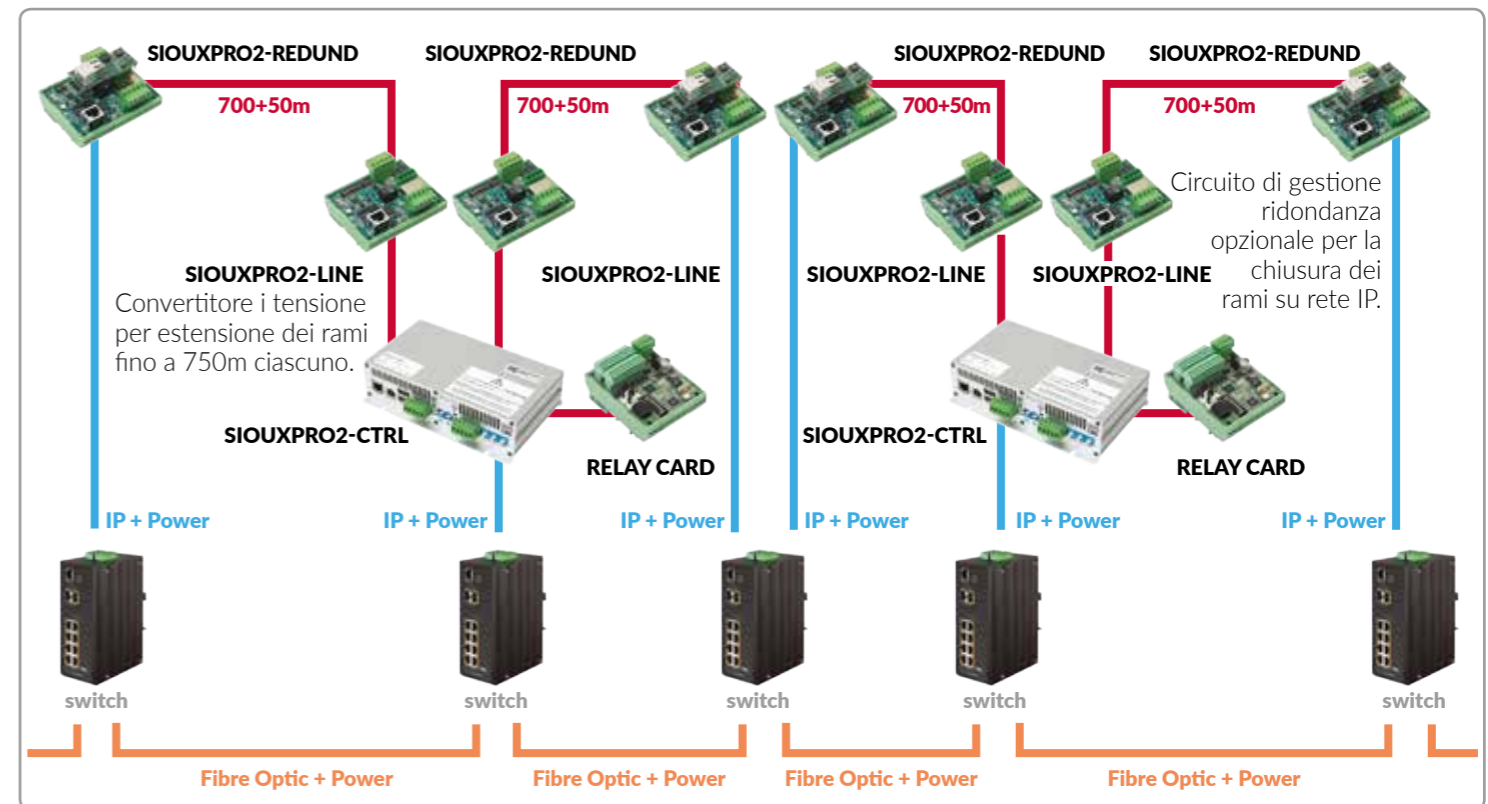 SIOUXPRO2-REDUND
SIOUXPRO2-REDUND
SIOUXPRO2-REDUND
SIOUXPRO2-REDUND
700+50m
700+50m
700+50m
700+50m
Circuito di gestione
ridondanza
opzionale per la
chiusura dei
rami su rete IP.
SIOUXPRO2-LINE
SIOUXPRO2-LINE
SIOUXPRO2-LINE
SIOUXPRO2-LINE
Convertitore i tensione
per estensione dei rami
fino a 750m ciascuno.
SIOUXPRO2-CTRL
SIOUXPRO2-CTRL
RELAY CARD
RELAY CARD
IP + Power
IP + Power
IP + Power
IP + Power
IP + Power
IP + Power
switch
switch
switch
switch
switch
Fibre Optic + Power
Fibre Optic + Power
Fibre Optic + Power
Fibre Optic + Power